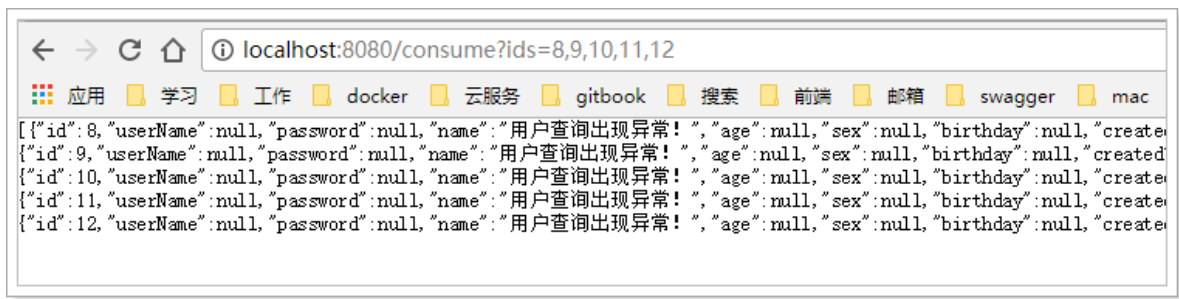 localhost:8080/consume?ids=8,9,10,11,12
应用 学习 工作 docker 云服务 gitbook 搜索 前端 邮箱 swagger mac
[{"id":8,"userName":null,"password":null,"name":"用户查询出现异常！","age":null,"sex":null,"birthday":null,"create
{"id":9,"userName":null,"password":null,"name":"用户查询出现异常！","age":null,"sex":null,"birthday":null,"created
{"id":10,"userName":null,"password":null,"name":"用户查询出现异常！","age":null,"sex":null,"birthday":null,"create
{"id":11,"userName":null,"password":null,"name":"用户查询出现异常！","age":null,"sex":null,"birthday":null,"create
{"id":12,"userName":null,"password":null,"name":"用户查询出现异常！","age":null,"sex":null,"birthday":null,"create